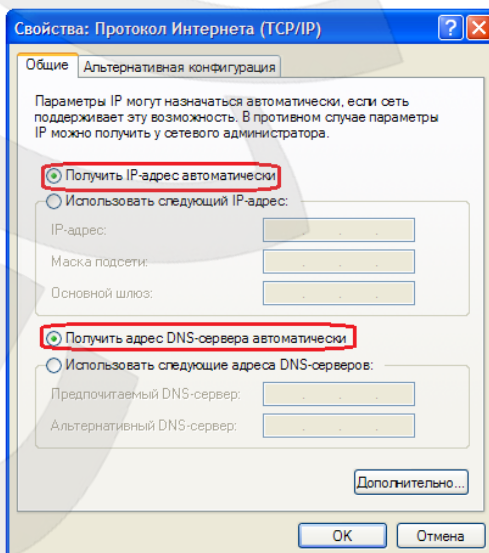 Свойства: Протокол Интернета (TCP/IP)
Общие
Альтернативная конфигурация
Параметры IP могут назначаться автоматически, если сеть
поддерживает эту возможность. В противном случае параметры
IP можно получить у сетевого администратора.
Получить IP-адрес автоматически
Использовать следующий IP-адрес:
IP-адрес:
Маска подсети:
Основной шлюз:
Получить адрес DNS-сервера автоматически
Использовать следующие адреса DNS-серверов:
Предпочитаемый DNS-сервер:
Альтернативный DNS-сервер:
Дополнительно...
OK
Отмена